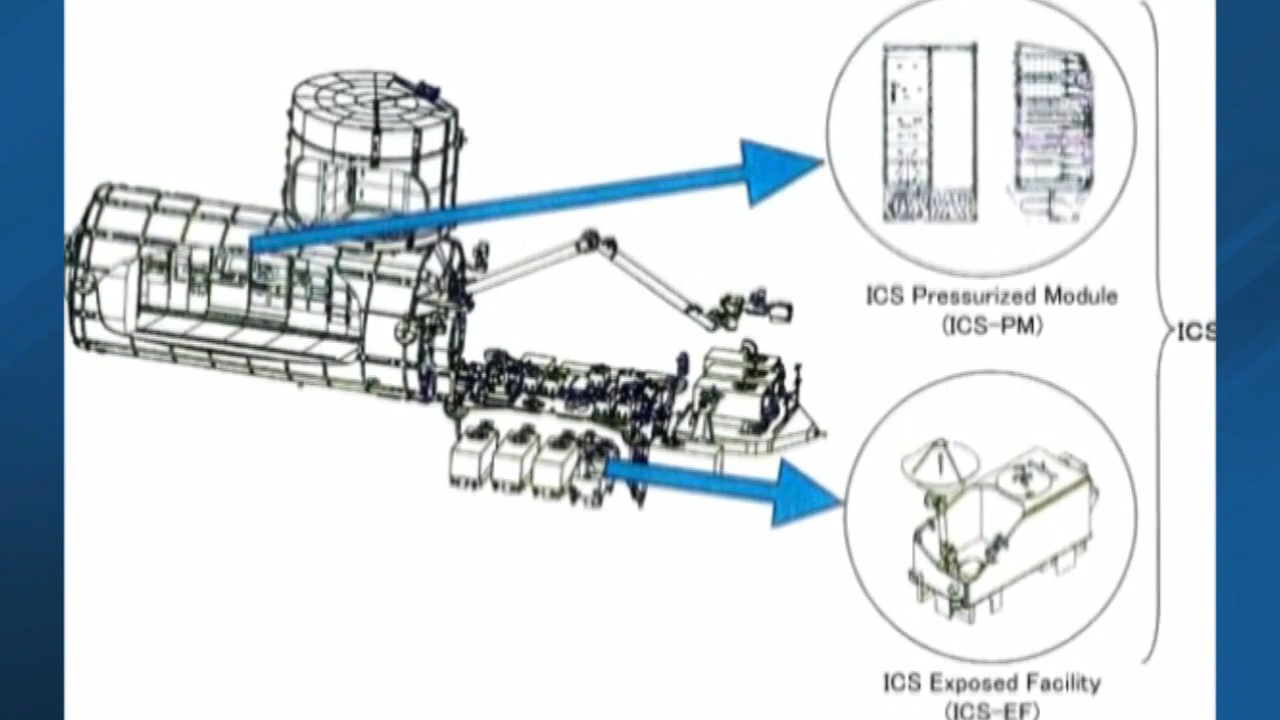 ICS Pressurized Module
(ICS-PM)
ICS
ICS Exposed Facility
(ICS-EF)